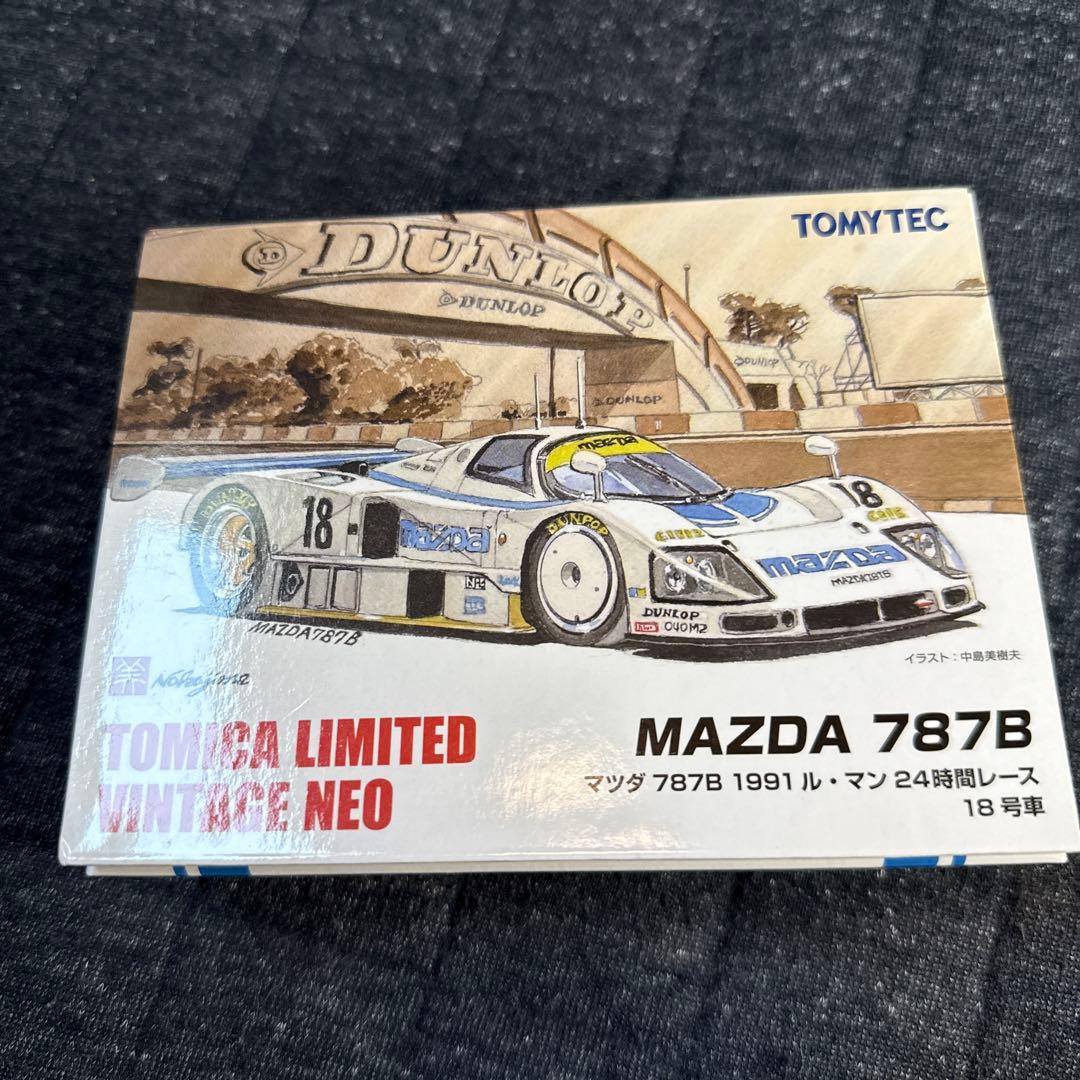 TOMYTEC
DUNLOP
DUNLOP
DUNLOP
DUNLOP
mazda
DUNLOP
18
mazda
DUNLOP
18
mazda
MAZDA787B
DUNLOP
MAZDA787B
イラスト：中島美樹夫
TOMICA LIMITED
VINTAGE NEO
MAZDA 787B
マツダ 787B 1991 ル・マン 24時間レース
18 号車